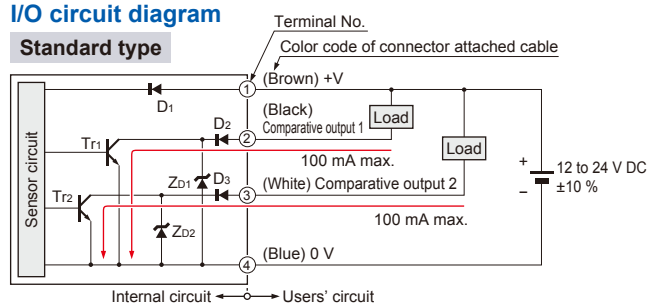 I/O circuit diagram
Standard type
Terminal No.
Color code of connector attached cable
1
(Brown) +V
D1
(Black)
Comparative output 1
Load
D2
2
Tr1
100 mA max.
Load
Sensor circuit
ZD1
D3
3
(White) Comparative output 2
+
12 to 24 V DC
−
±10 %
Tr2
100 mA max.
ZD2
4
(Blue) 0 V
Internal circuit
Users' circuit